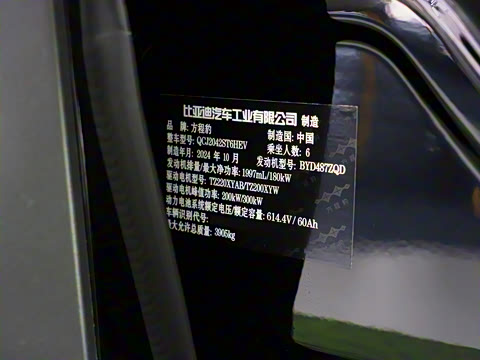 比亚迪汽车工业有限公司 制造
品 牌: 方程豹 制造国: 中国
整车型号: QCJ2042ST6HEV 乘坐人数: 6
制造年月: 2024 年 10 月 发动机型号: BYD487ZQD
发动机排量/最大净功率: 1997mL/180kW
驱动电机型号: TZ220XYAB/TZ200XYW
驱动电机峰值功率: 200kW/300kW
动力电池系统额定电压/额定容量: 614.4V/ 60Ah
车辆识别代号:
最大允许总质量: 3905kg